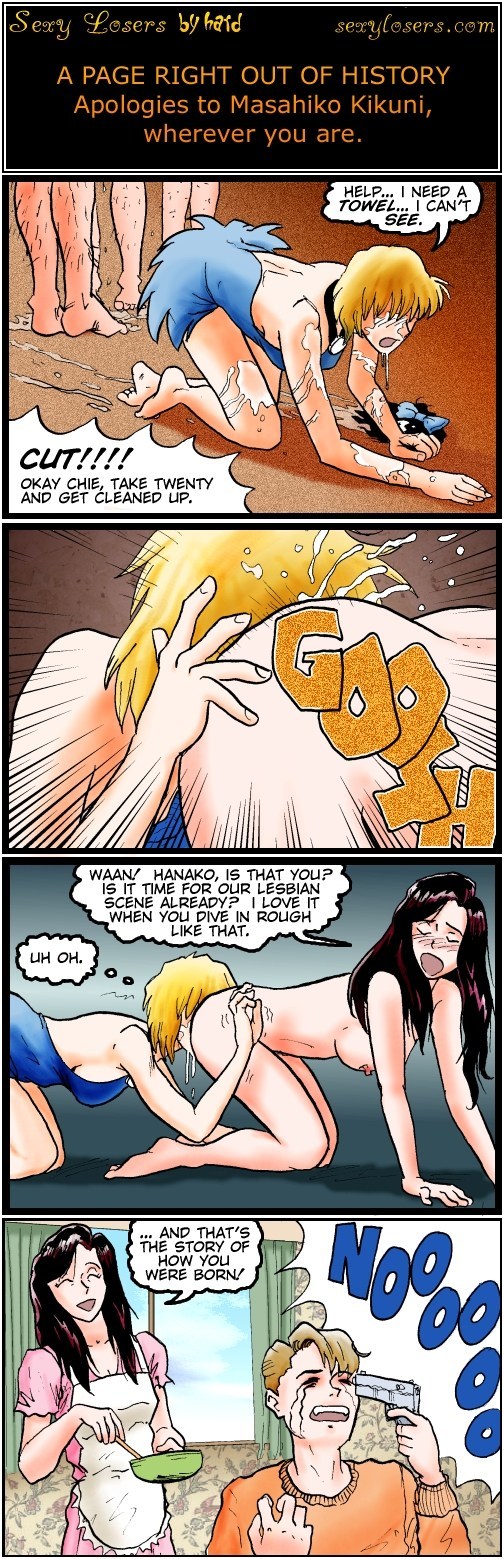 Sexy Losers by hard
sexylosers.com
A PAGE RIGHT OUT OF HISTORY
Apologies to Masahiko Kikuni,
wherever you are.
HELP... I NEED A
TOWEL... I CAN'T
SEE.
CUT!!!!
OKAY CHIE, TAKE TWENTY
AND GET CLEANED UP.
GOOSH
WAAN! HANAKO, IS THAT YOU?
IS IT TIME FOR OUR LESBIAN
SCENE ALREADY? I LOVE IT
WHEN YOU DIVE IN ROUGH
LIKE THAT.
UH OH.
... AND THAT'S
THE STORY OF
HOW YOU
WERE BORN!
NOOOOOOO